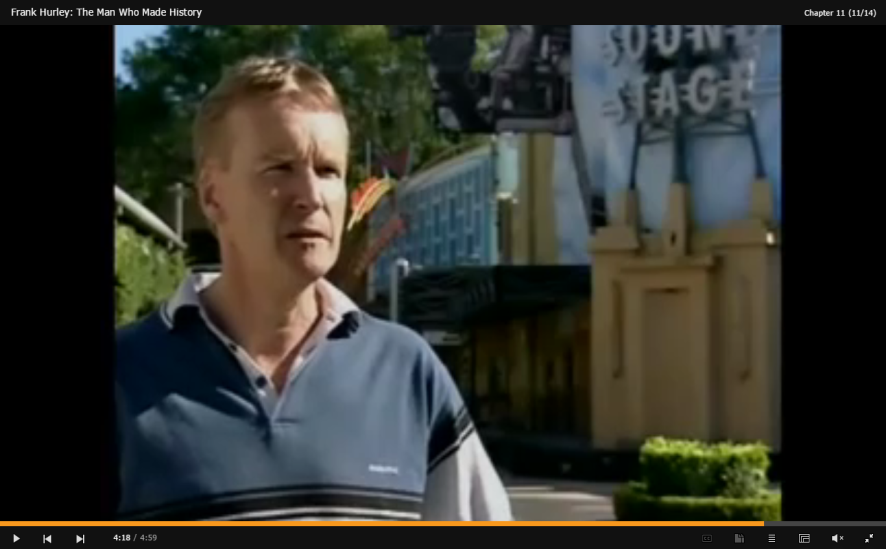 Frank Hurley: The Man Who Made History
Chapter 11 (11/14)
SOUND
STAGE
4:18 / 4:59